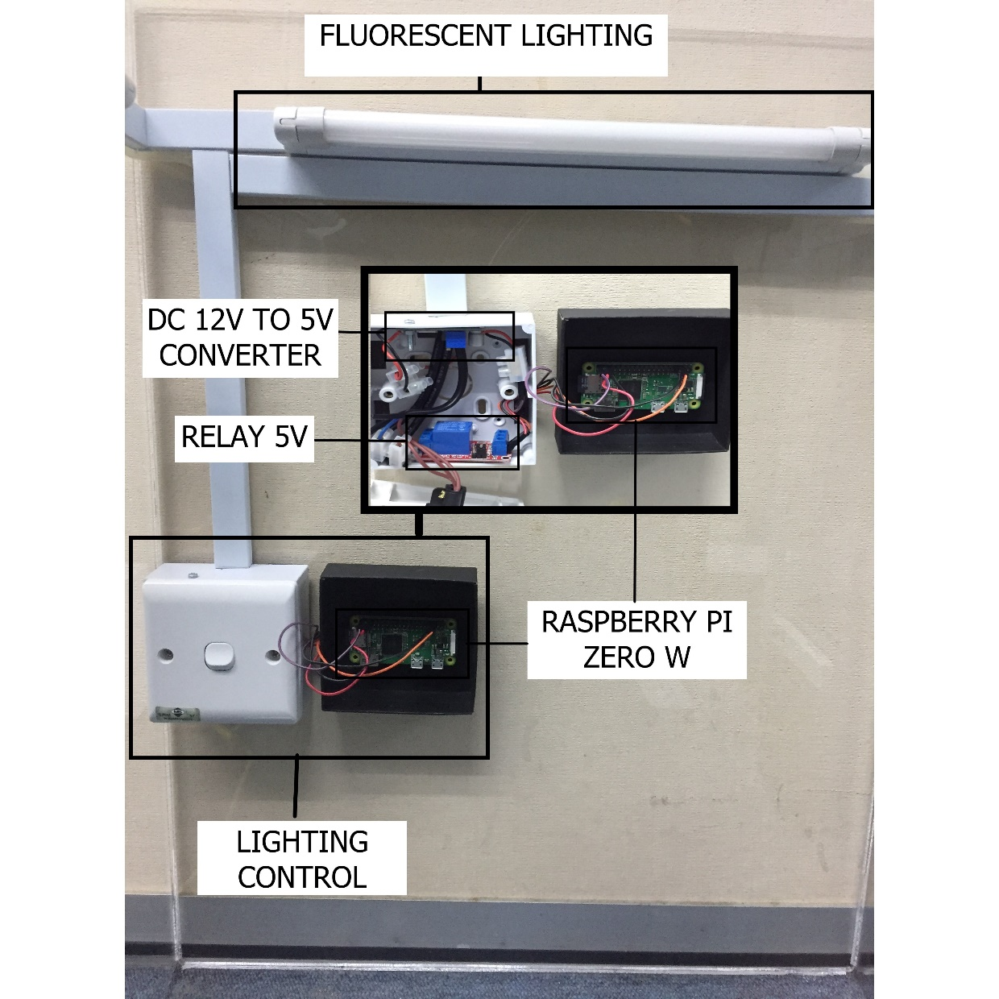 FLUORESCENT LIGHTING
DC 12V TO 5V
CONVERTER
RELAY 5V
RASPBERRY PI
ZERO W
LIGHTING
CONTROL